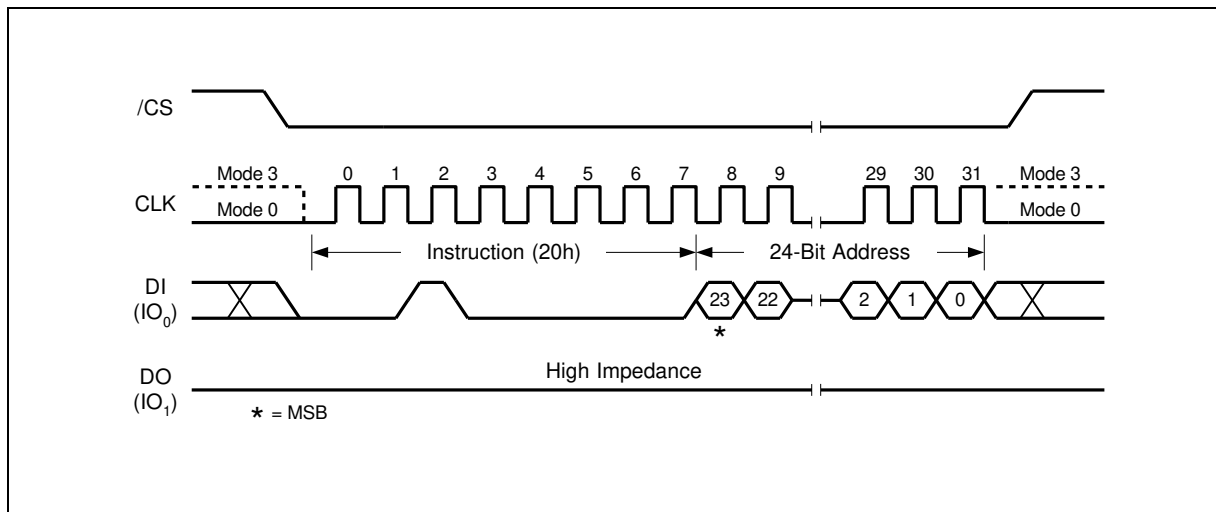 /CS
Mode 3 0 1 2 3 4 5 6 7 8 9 29 30 31 Mode 3
CLK
Mode 0 Mode 0
Instruction (20h) 24-Bit Address
DI
(IO₀)
23 22 2 1 0
*
High Impedance
DO
(IO₁)
* = MSB